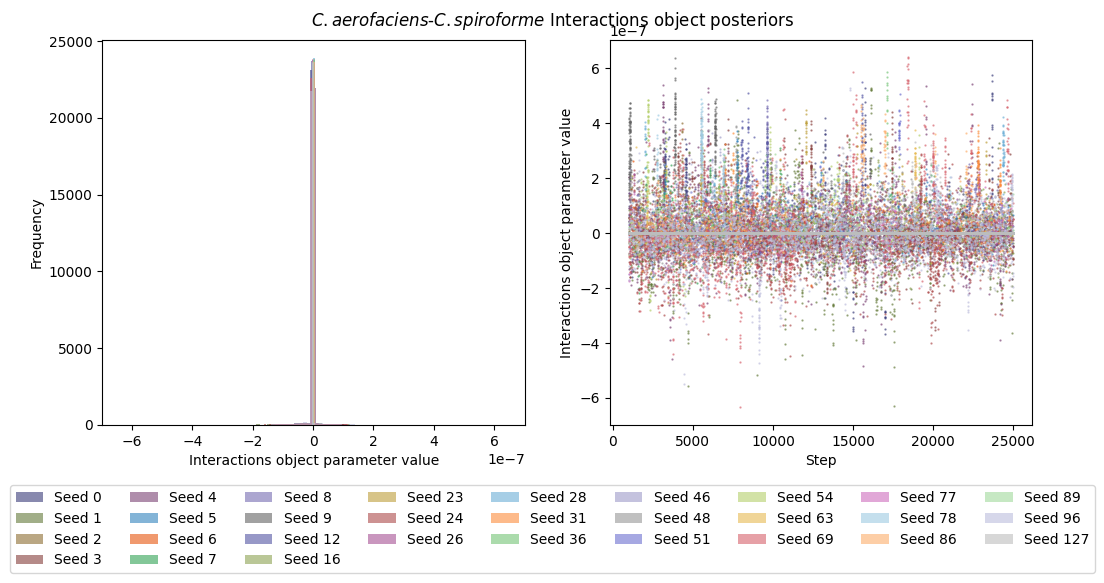 C. aerofaciens-C. spiroforme Interactions object posteriors
25000
20000
15000
10000
5000
0
Frequency
−6 −4 −2 0 2 4 6
1e−7
Interactions object parameter value
1e−7
6
4
2
0
−2
−4
−6
Interactions object parameter value
0 5000 10000 15000 20000 25000
Step
Seed 0 Seed 4 Seed 8 Seed 23 Seed 28 Seed 46 Seed 54 Seed 77 Seed 89
Seed 1 Seed 5 Seed 9 Seed 24 Seed 31 Seed 48 Seed 63 Seed 78 Seed 96
Seed 2 Seed 6 Seed 12 Seed 26 Seed 36 Seed 51 Seed 69 Seed 86 Seed 127
Seed 3 Seed 7 Seed 16